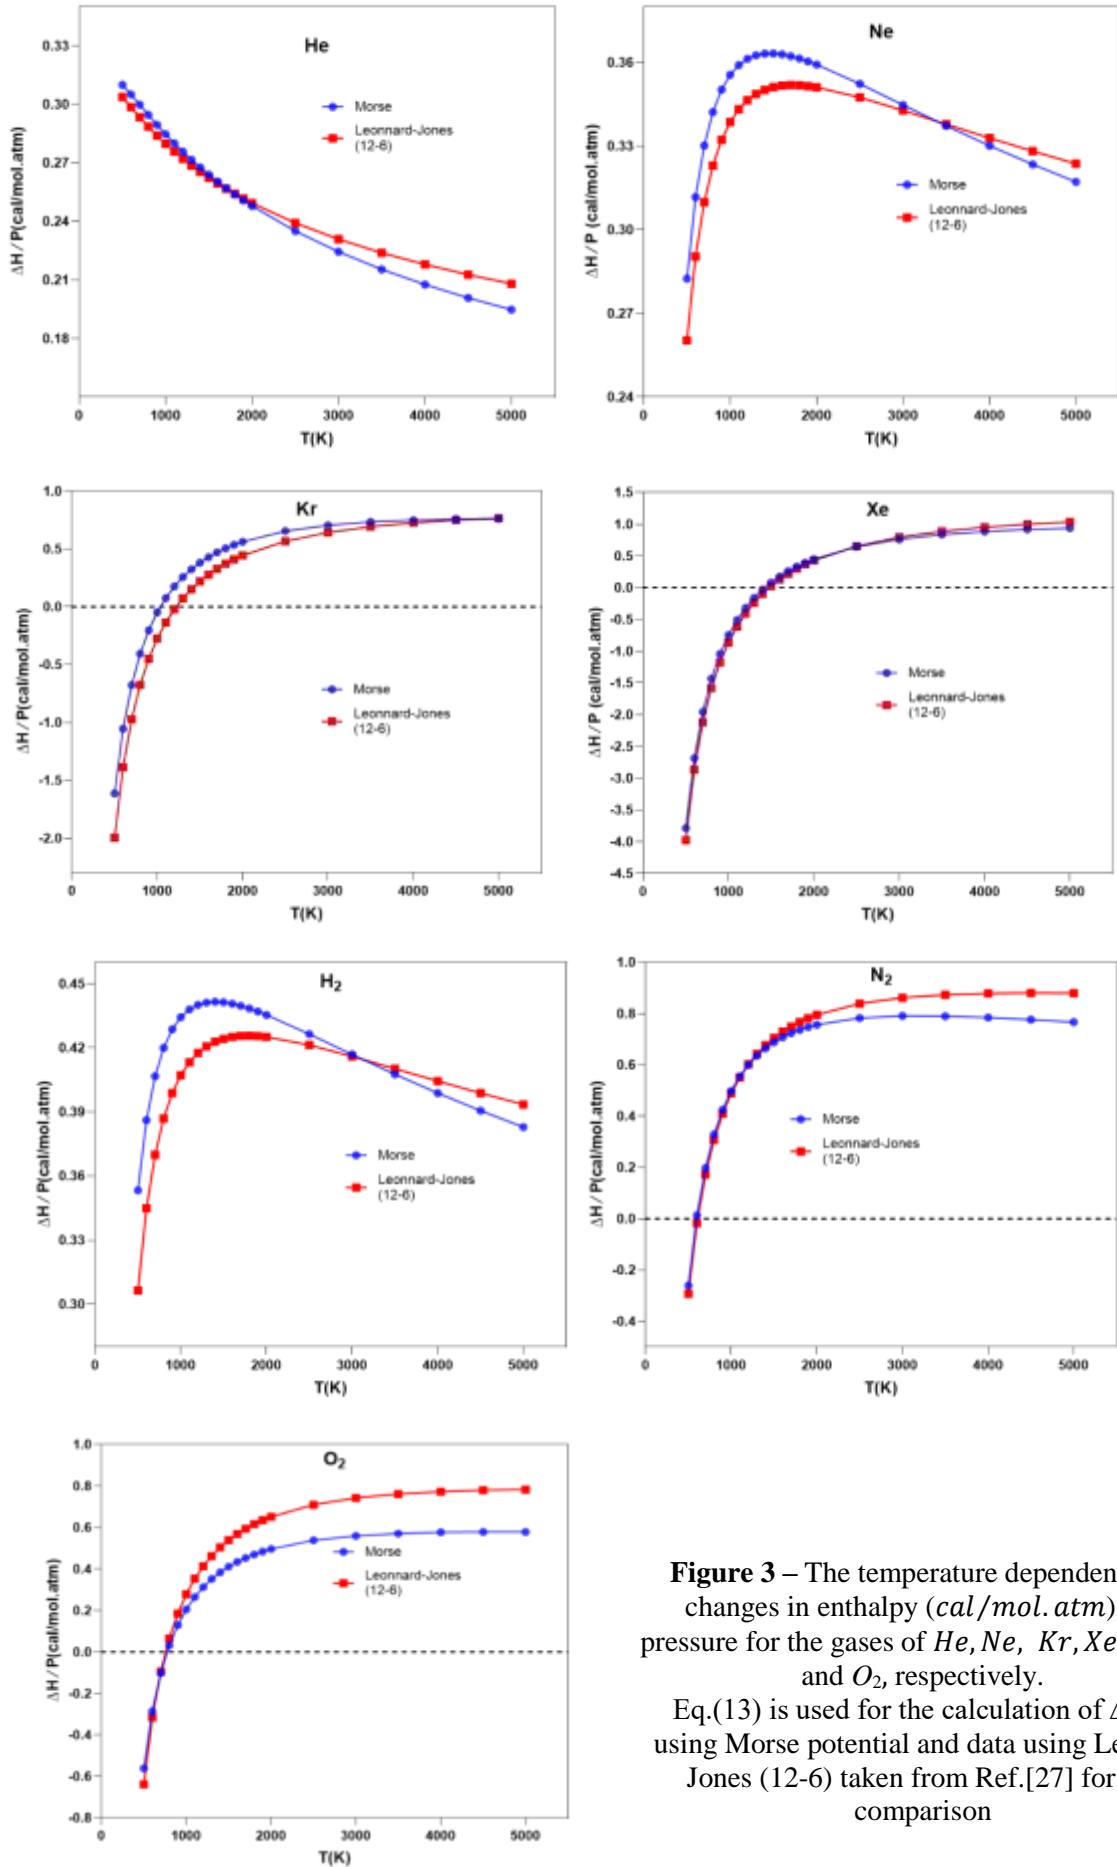 He
0.33
0.30
0.27
0.24
0.21
0.18
ΔH / P(cal/mol.atm)
Morse
Leonnard-Jones
(12-6)
0 1000 2000 3000 4000 5000
T(K)
Ne
0.36
0.33
0.30
0.27
0.24
ΔH / P (cal/mol.atm)
Morse
Leonnard-Jones
(12-6)
0 1000 2000 3000 4000 5000
T(K)
Kr
1.0
0.5
0.0
-0.5
-1.0
-1.5
-2.0
ΔH / P(cal/mol.atm)
Morse
Leonnard-Jones
(12-6)
0 1000 2000 3000 4000 5000
T(K)
Xe
1.5
1.0
0.5
0.0
-0.5
-1.0
-1.5
-2.0
-2.5
-3.0
-3.5
-4.0
-4.5
ΔH / P (cal/mol.atm)
Morse
Leonnard-Jones
(12-6)
0 1000 2000 3000 4000 5000
T(K)
H₂
0.45
0.42
0.39
0.36
0.33
0.30
ΔH / P(cal/mol.atm)
Morse
Leonnard-Jones
(12-6)
0 1000 2000 3000 4000 5000
T(K)
N₂
1.0
0.8
0.6
0.4
0.2
0.0
-0.2
-0.4
ΔH / P(cal/mol.atm)
Morse
Leonnard-Jones
(12-6)
0 1000 2000 3000 4000 5000
T(K)
O₂
1.0
0.8
0.6
0.4
0.2
0.0
-0.2
-0.4
-0.6
-0.8
ΔH / P(cal/mol.atm)
Morse
Leonnard-Jones
(12-6)
0 1000 2000 3000 4000 5000
T(K)
Figure 3 – The temperature dependen
changes in enthalpy (cal/mol.atm)
pressure for the gases of He, Ne, Kr, Xe
and O₂, respectively.
Eq.(13) is used for the calculation of
using Morse potential and data using Le
Jones (12-6) taken from Ref.[27] for
comparison